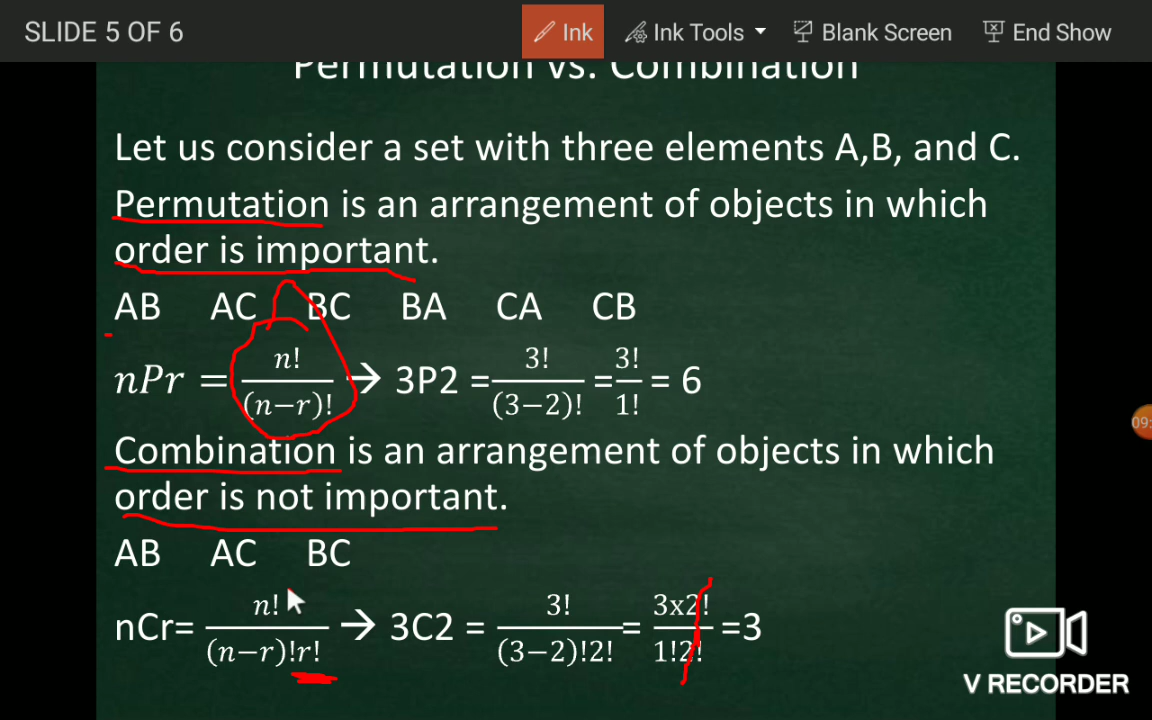 SLIDE 5 OF 6 Ink Ink Tools Blank Screen End Show
Permutation vs. Combination
Let us consider a set with three elements A,B, and C.
Permutation is an arrangement of objects in which
order is important.
AB AC BC BA CA CB
nPr = n!/(n−r)! → 3P2 = 3!/(3−2)! = 3!/1! = 6
Combination is an arrangement of objects in which
order is not important.
AB AC BC
nCr= n!/(n−r)!r! → 3C2 = 3!/(3−2)!2! = 3x2!/1!2! =3
09:
V RECORDER